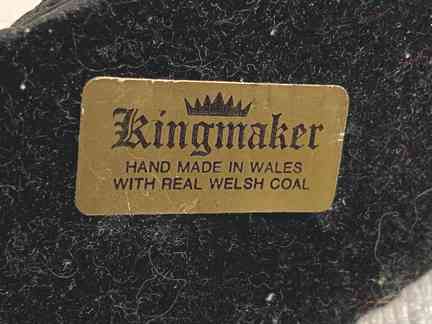 Kingmaker
HAND MADE IN WALES
WITH REAL WELSH COAL